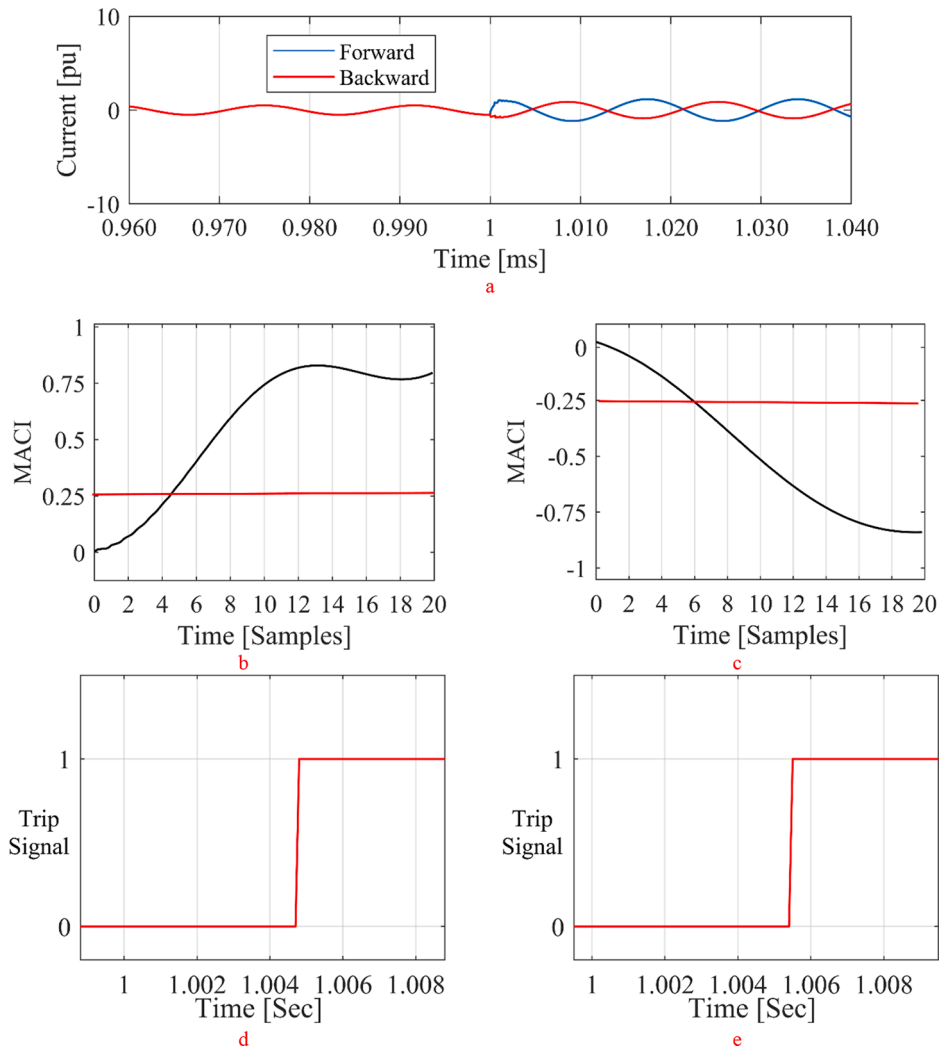 10
0
-10
Current [pu]
Forward
Backward
0.960 0.970 0.980 0.990 1 1.010 1.020 1.030 1.040
Time [ms]
a
1
0.75
0.5
0.25
0
MACI
0 2 4 6 8 10 12 14 16 18 20
Time [Samples]
b
0
-0.25
-0.5
-0.75
-1
MACI
0 2 4 6 8 10 12 14 16 18 20
Time [Samples]
c
1
Trip
Signal
0
1 1.002 1.004 1.006 1.008
Time [Sec]
d
1
Trip
Signal
0
1 1.002 1.004 1.006 1.008
Time [Sec]
e